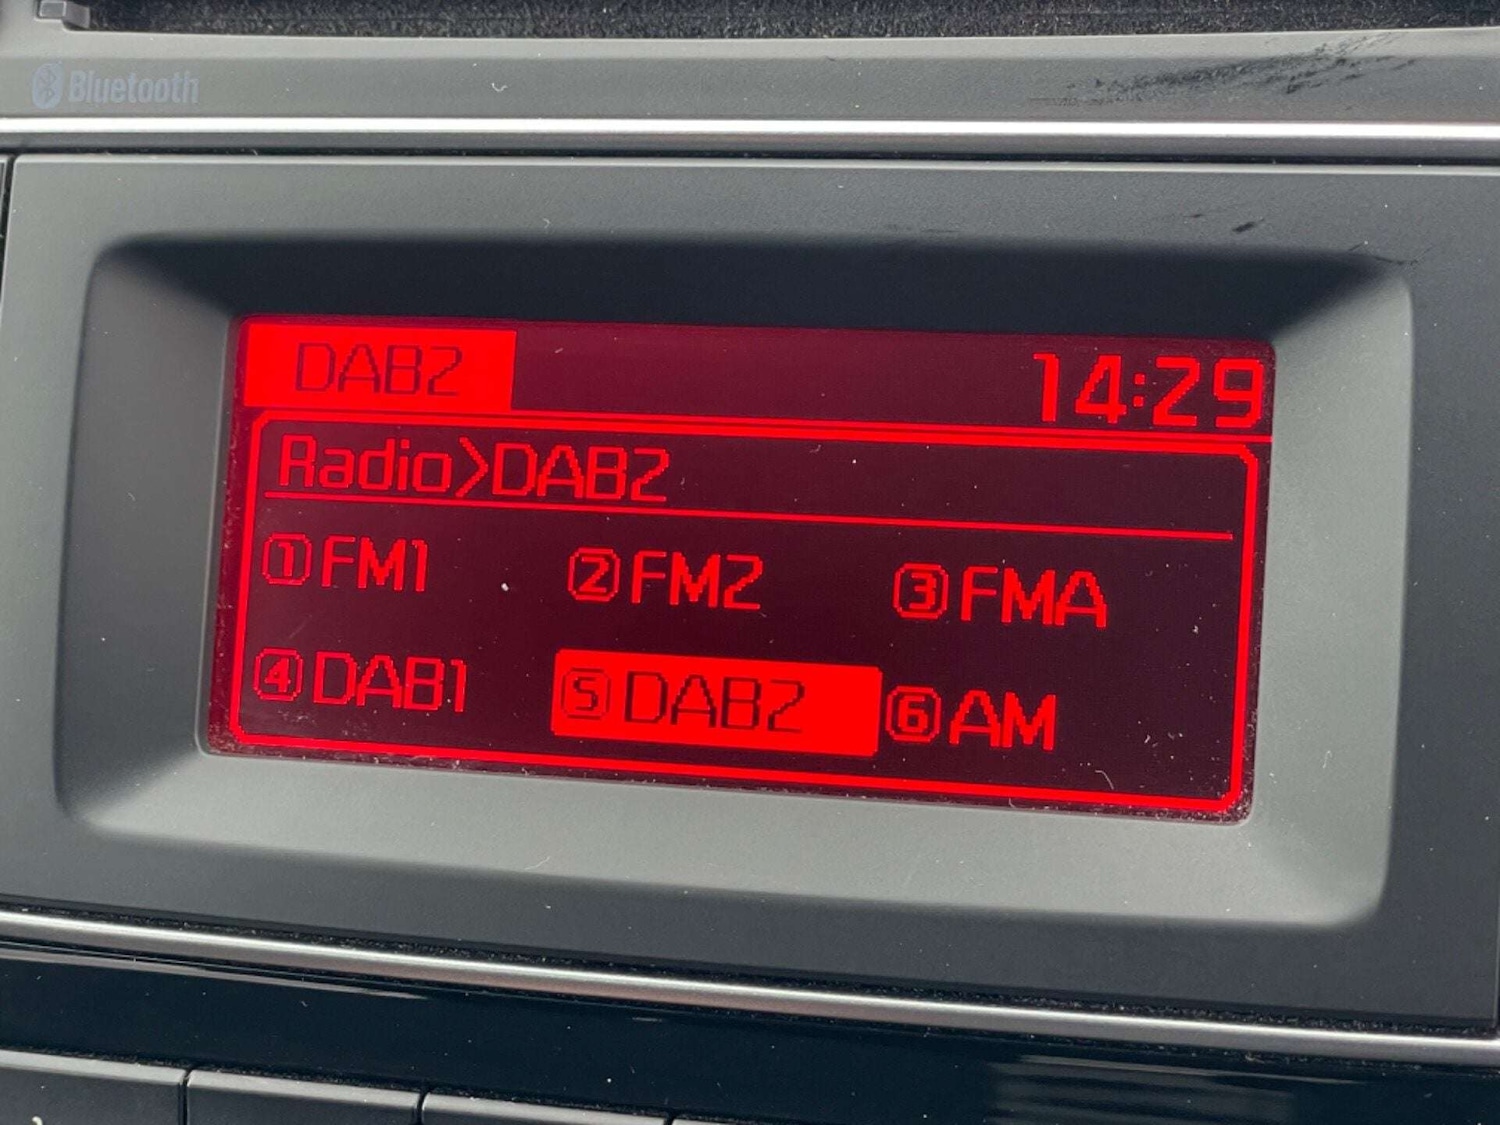 Bluetooth
DAB2 14:29
Radio>DAB2
①FM1 ②FM2 ③FMA
④DAB1 ⑤DAB2 ⑥AM